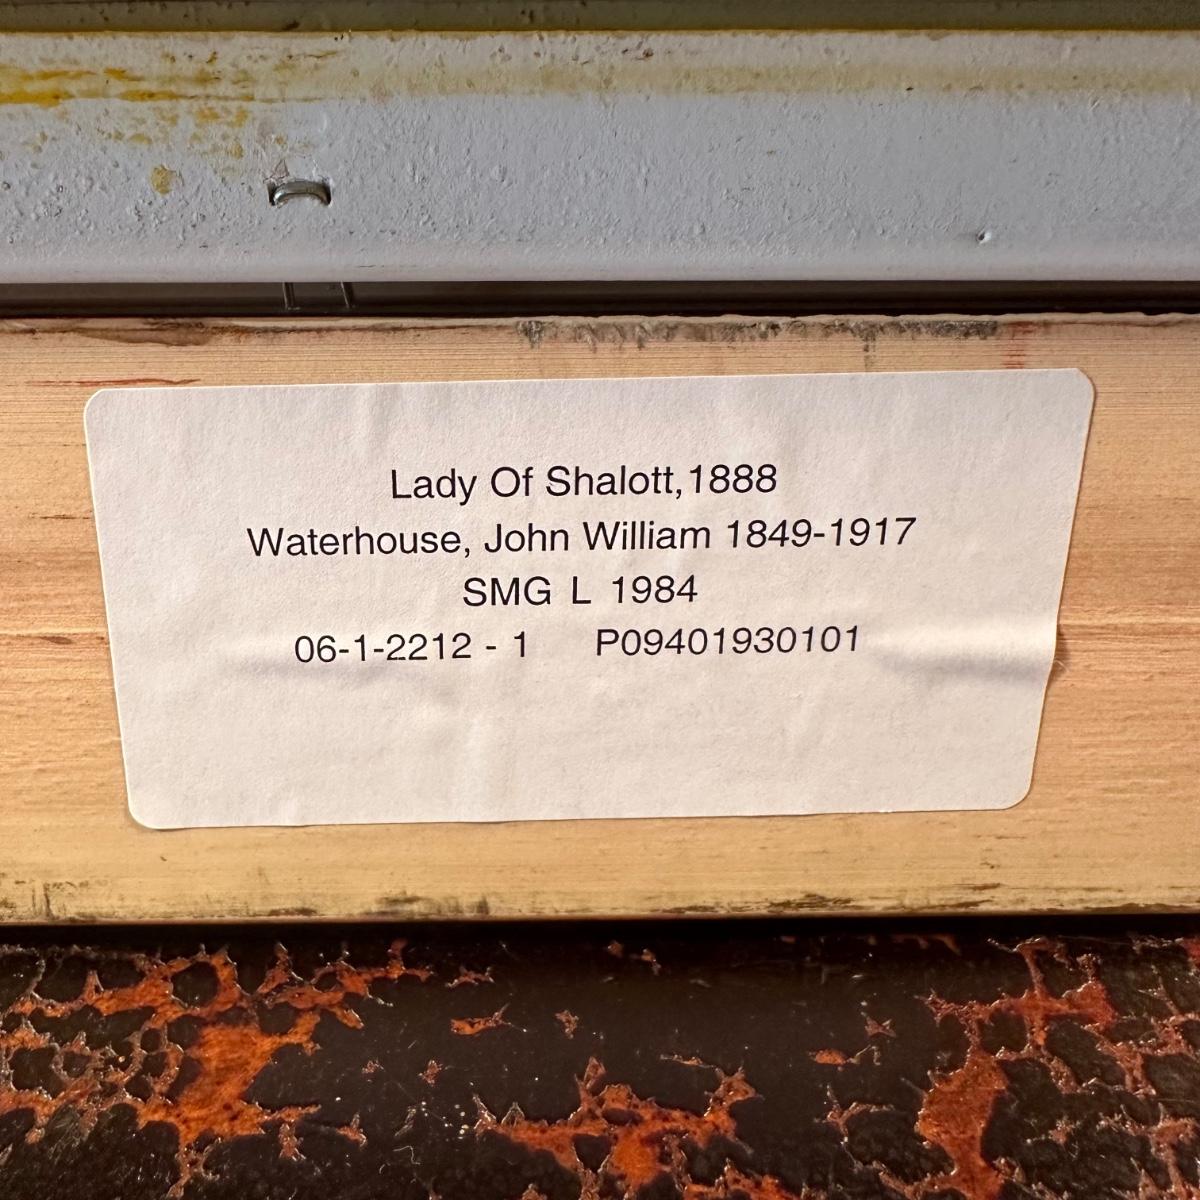 Lady Of Shalott,1888
Waterhouse, John William 1849-1917
SMG L 1984
06-1-2212 - 1 P09401930101